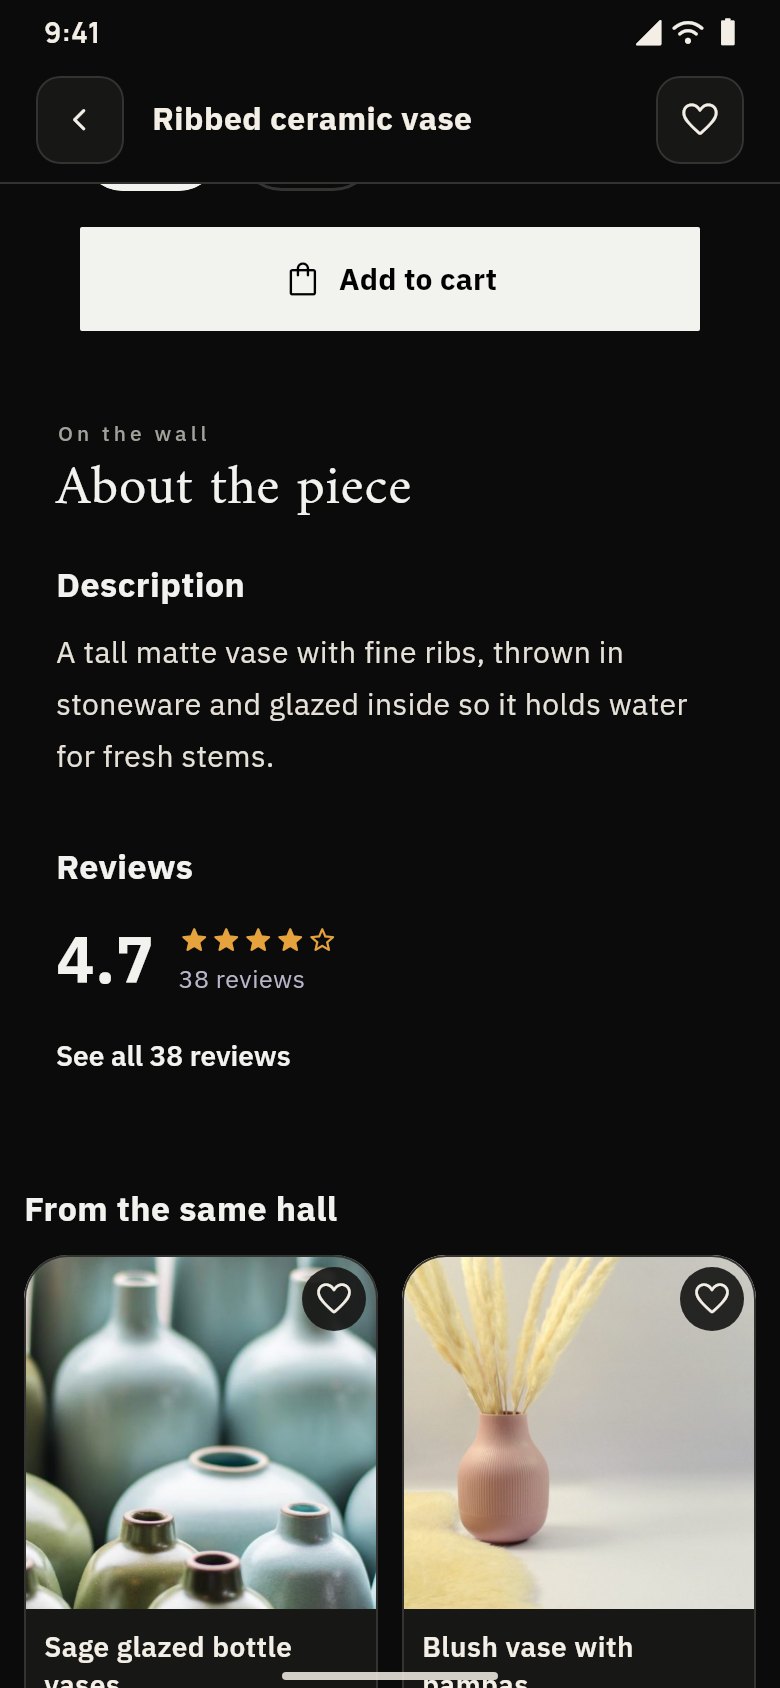 9:41
Ribbed ceramic vase
Add to cart
On the wall
About the piece
Description
A tall matte vase with fine ribs, thrown in
stoneware and glazed inside so it holds water
for fresh stems.
Reviews
4.7
38 reviews
See all 38 reviews
From the same hall
Sage glazed bottle
vases
Blush vase with
pampas